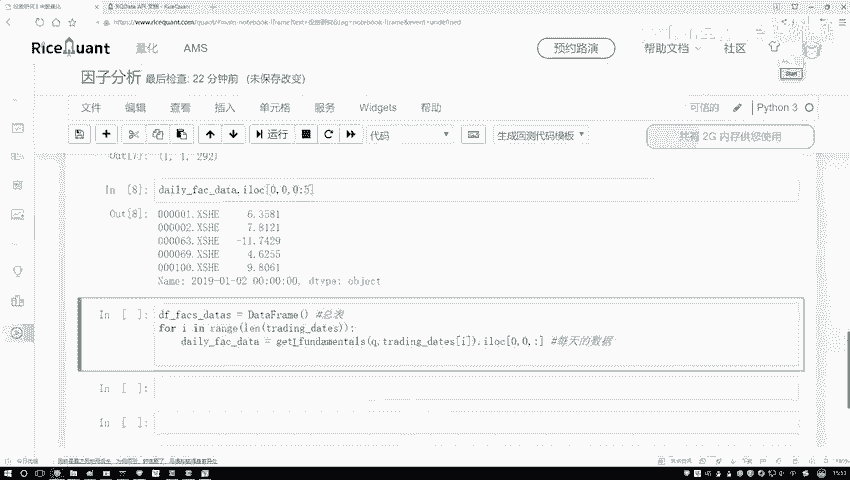 RQData API 文档
RiceQuant
量化
AMS
预约路演
帮助文档
社区
因子分析 最后检查: 22 分钟前 (未保存改变)
文件 编辑 查看 插入 单元格 服务 Widgets 帮助
可信的
Python 3
运行
代码
生成回测代码模板
共有 2G 内存供您使用
Out[7]: (1, 1, 292)
In [8]: daily_fac_data.iloc[0,0,0:5]
Out[8]:
000001.XSHE 6.3581
000002.XSHE 7.8121
000063.XSHE -11.7429
000069.XSHE 4.6255
000100.XSHE 9.8061
Name: 2019-01-02 00:00:00, dtype: object
In [ ]: df_facs_datas = DataFrame() #总表
for i in range(len(trading_dates)):
daily_fac_data = get_fundamentals(q,trading_dates[i]).iloc[0,0,:] #每天的数据
In [ ]:
In [ ]: